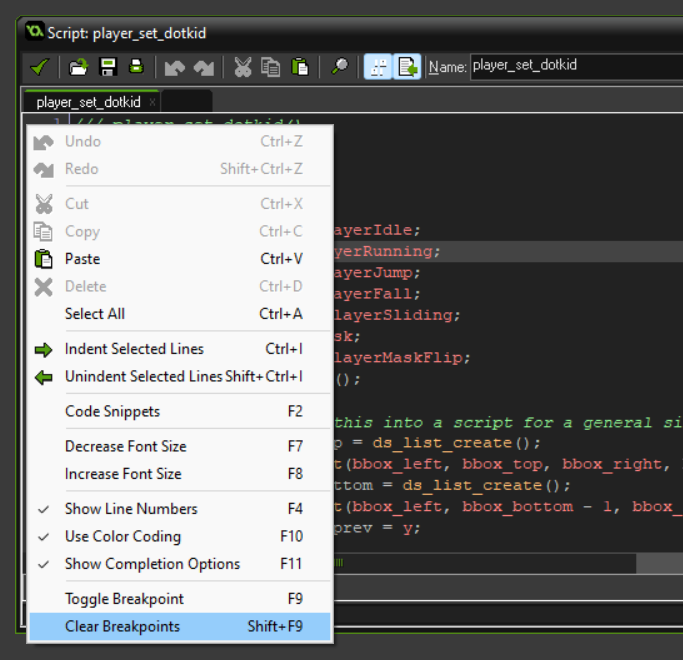 Script: player_set_dotkid
Name: player_set_dotkid
player_set_dotkid ×
1 /// player_set_dotkid()
Undo Ctrl+Z
Redo Shift+Ctrl+Z
Cut Ctrl+X
Copy Ctrl+C
Paste Ctrl+V
Delete Ctrl+D
Select All Ctrl+A
Indent Selected Lines Ctrl+I
Unindent Selected Lines Shift+Ctrl+I
Code Snippets F2
Decrease Font Size F7
Increase Font Size F8
Show Line Numbers F4
Use Color Coding F10
Show Completion Options F11
Toggle Breakpoint F9
Clear Breakpoints Shift+F9
ayerIdle;
yerRunning;
ayerJump;
ayerFall;
layerSliding;
sk;
layerMaskFlip;
();
this into a script for a general si
p = ds_list_create();
t(bbox_left, bbox_top, bbox_right,
ttom = ds_list_create();
t(bbox_left, bbox_bottom - 1, bbox_
prev = y;